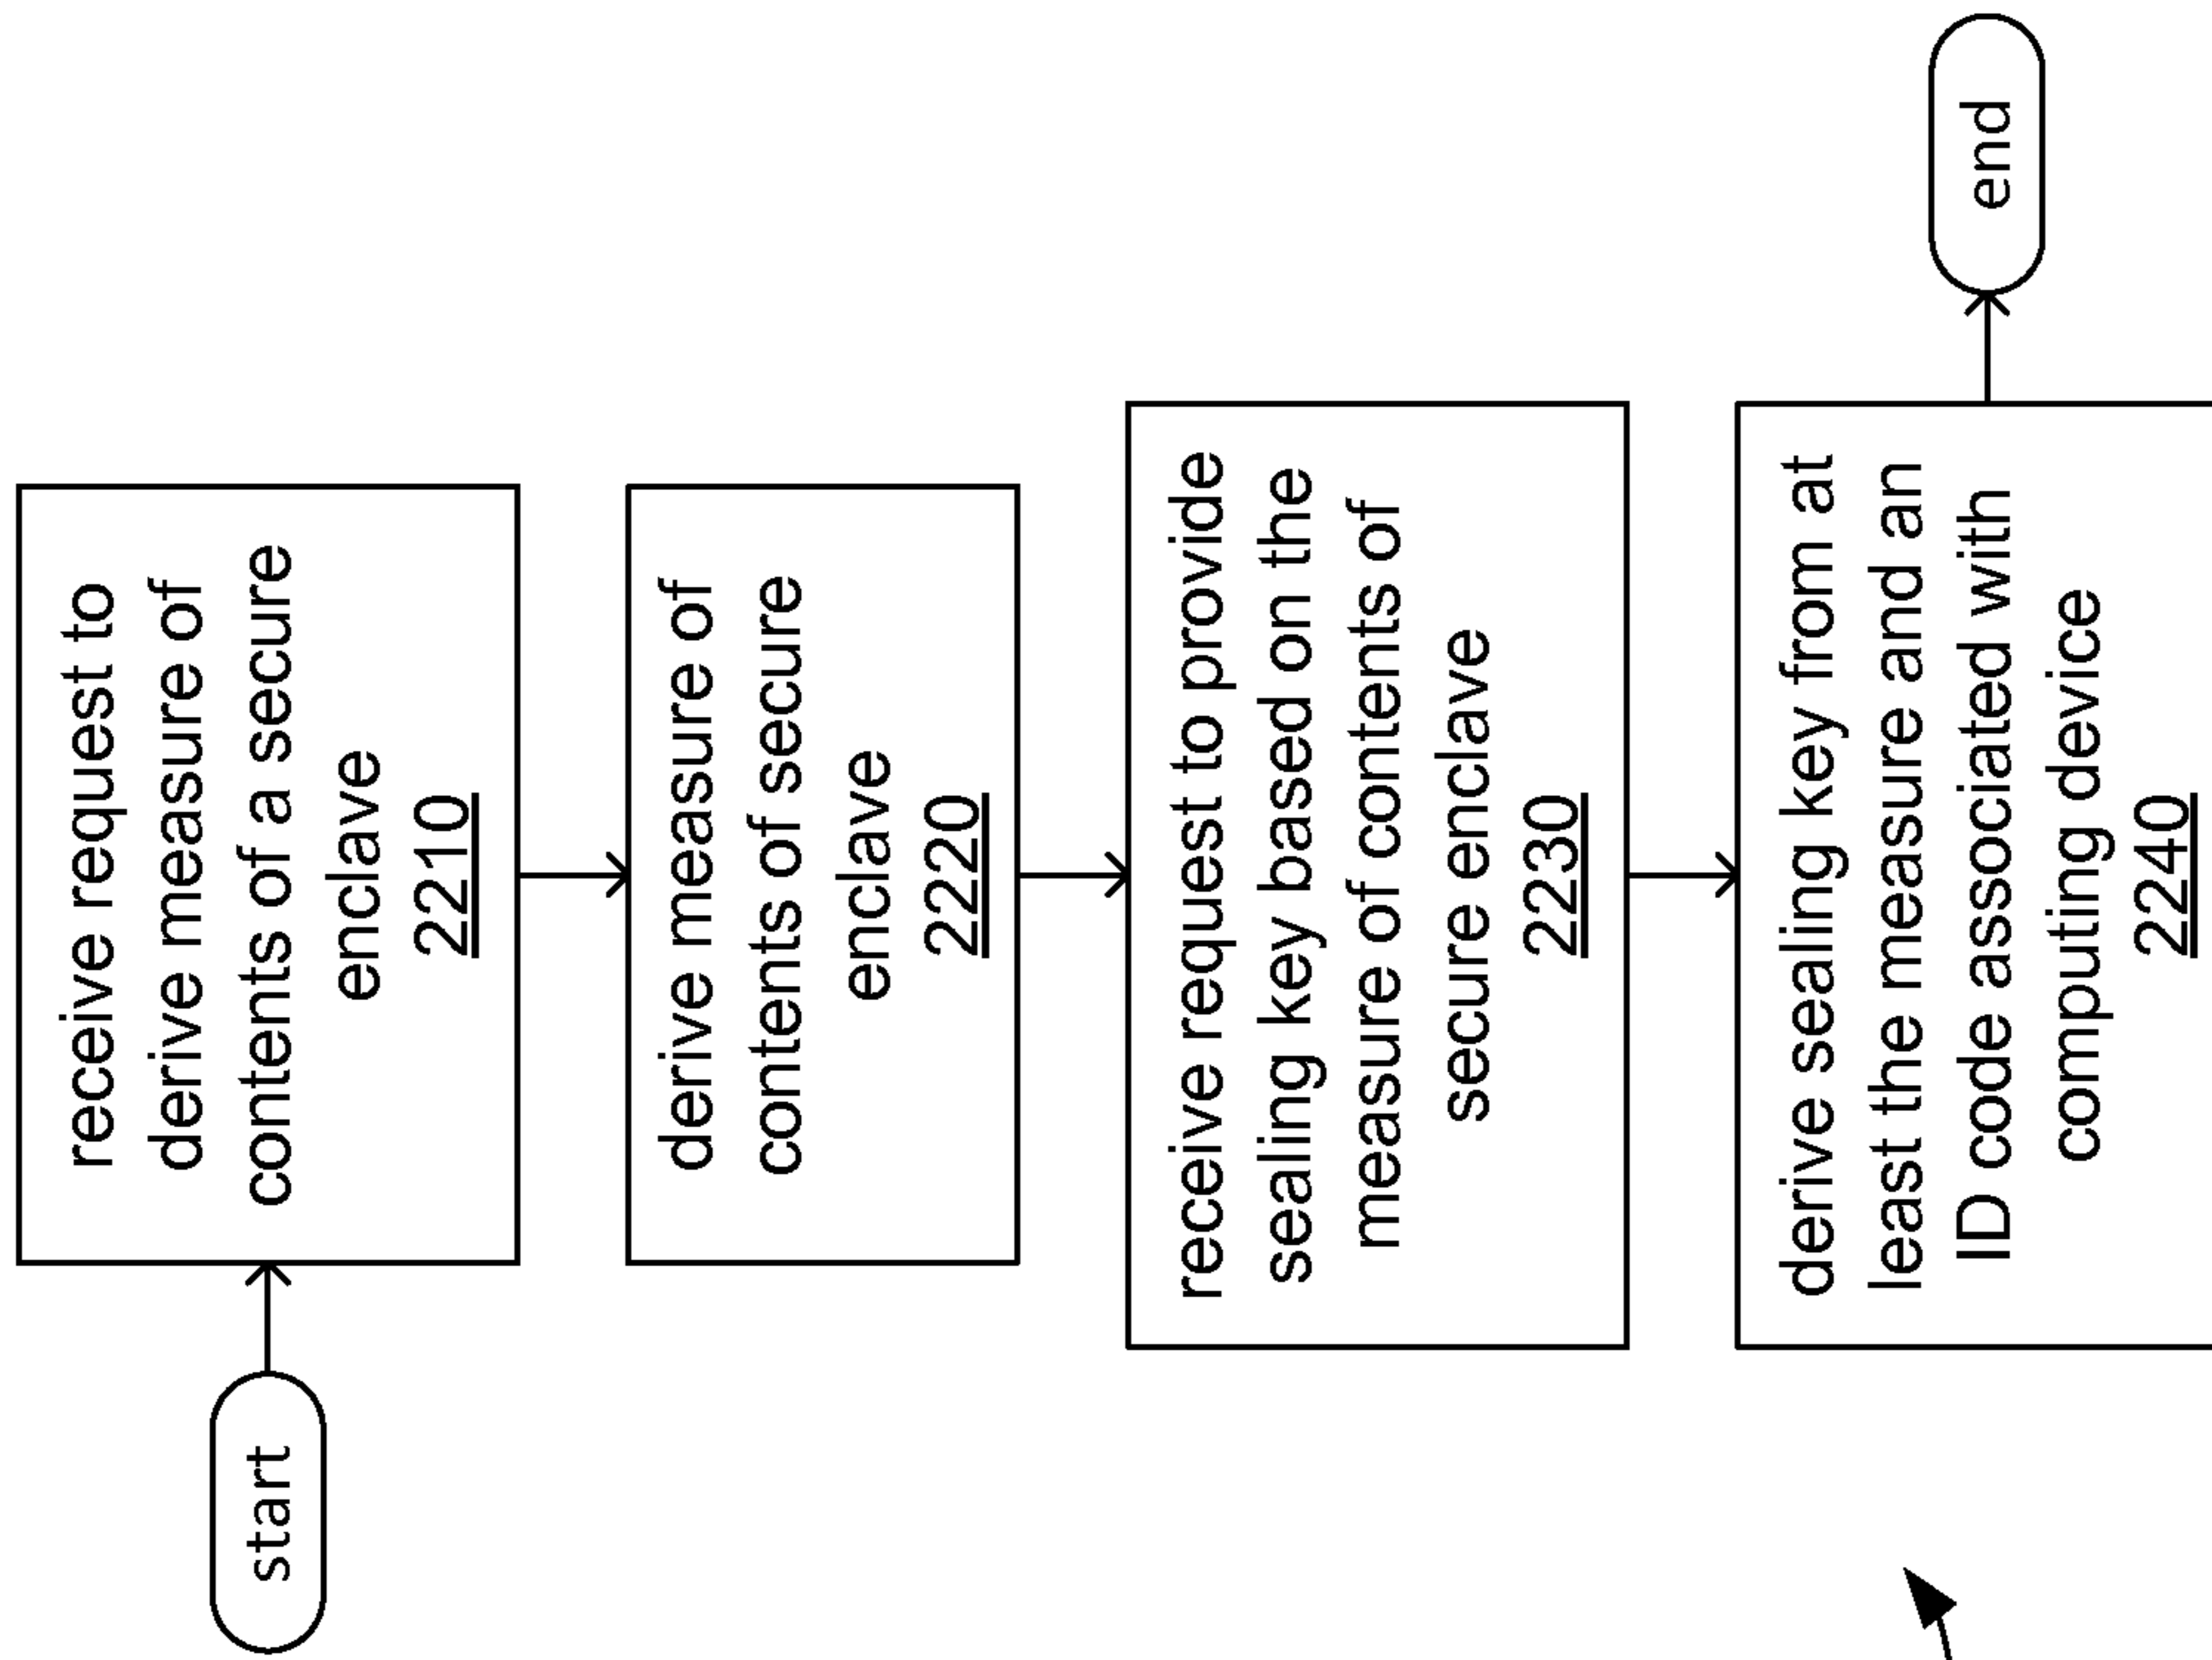 start
receive request to
derive measure of
contents of a secure
enclave
2210
derive measure of
contents of secure
enclave
2220
receive request to provide
sealing key based on the
measure of contents of
secure enclave
2230
derive sealing key from at
least the measure and an
ID code associated with
computing device
2240
end